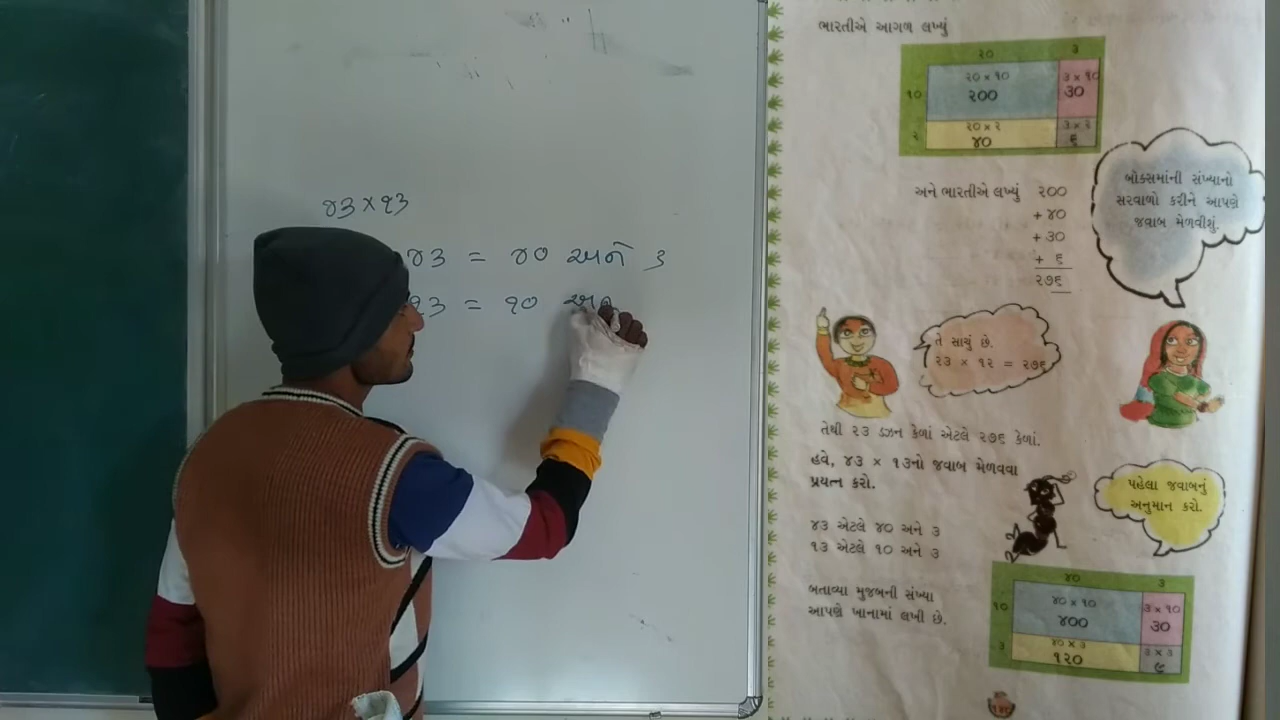 ૪૩ x ૧૩
૪૩ = ૪૦ અને ૩
૧૩ = ૧૦
ભારતીએ આગળ લખ્યું
૨૦ ૩
૧૦ ૨૦ x ૧૦ ૩ x ૧૦
૨૦૦ ૩૦
૨ ૨૦ x ૨ ૩ x ૨
૪૦ ૬
અને ભારતીએ લખ્યું ૨૦૦
+ ૪૦
+ ૩૦
+ ૬
૨૭૬
બોક્સમાંની સંખ્યાનો
સરવાળો કરીને આપણે
જવાબ મેળવીશું.
તે સાચું છે.
૨૩ x ૧૨ = ૨૭૬
તેથી ૨૩ ડઝન કેળાં એટલે ૨૭૬ કેળાં.
હવે, ૪૩ x ૧૩નો જવાબ મેળવવા
પ્રયત્ન કરો.
પહેલા જવાબનું
અનુમાન કરો.
૪૩ એટલે ૪૦ અને ૩
૧૩ એટલે ૧૦ અને ૩
બતાવ્યા મુજબની સંખ્યા
આપણે ખાનામાં લખી છે.
૪૦ ૩
૧૦ ૪૦ x ૧૦ ૩ x ૧૦
૪૦૦ ૩૦
૩ ૪૦ x ૩ ૩ x ૩
૧૨૦ ૯